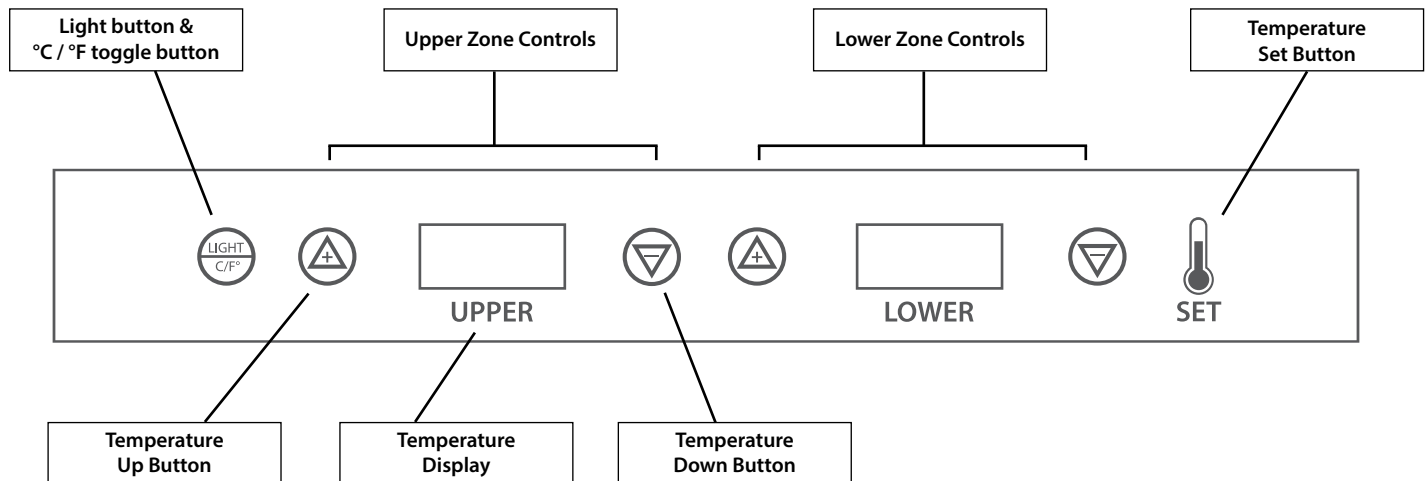 Light button &
°C / °F toggle button
Upper Zone Controls
Lower Zone Controls
Temperature
Set Button
LIGHT
C/F°
+
−
+
−
UPPER
LOWER
SET
Temperature
Up Button
Temperature
Display
Temperature
Down Button